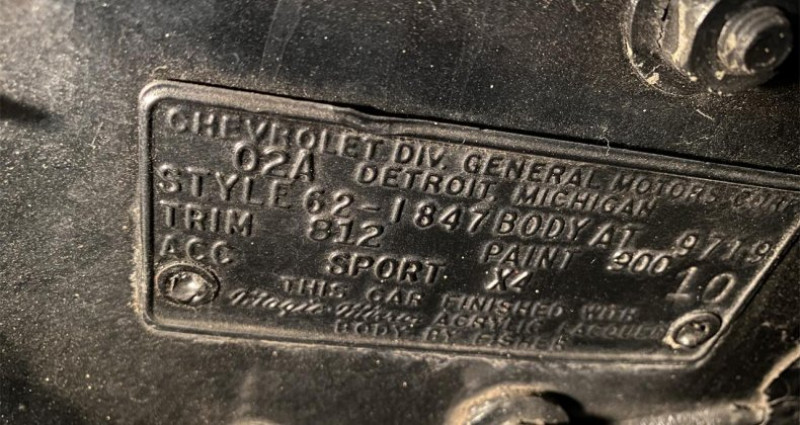 CHEVROLET DIV. GENERAL MOTORS CORP.
02A DETROIT, MICHIGAN
STYLE 62-1847 BODY AT 9719
TRIM 812 PAINT 900 10
ACC SPORT X4
THIS CAR FINISHED WITH
Magic-Mirror ACRYLIC LACQUER
BODY BY FISHER